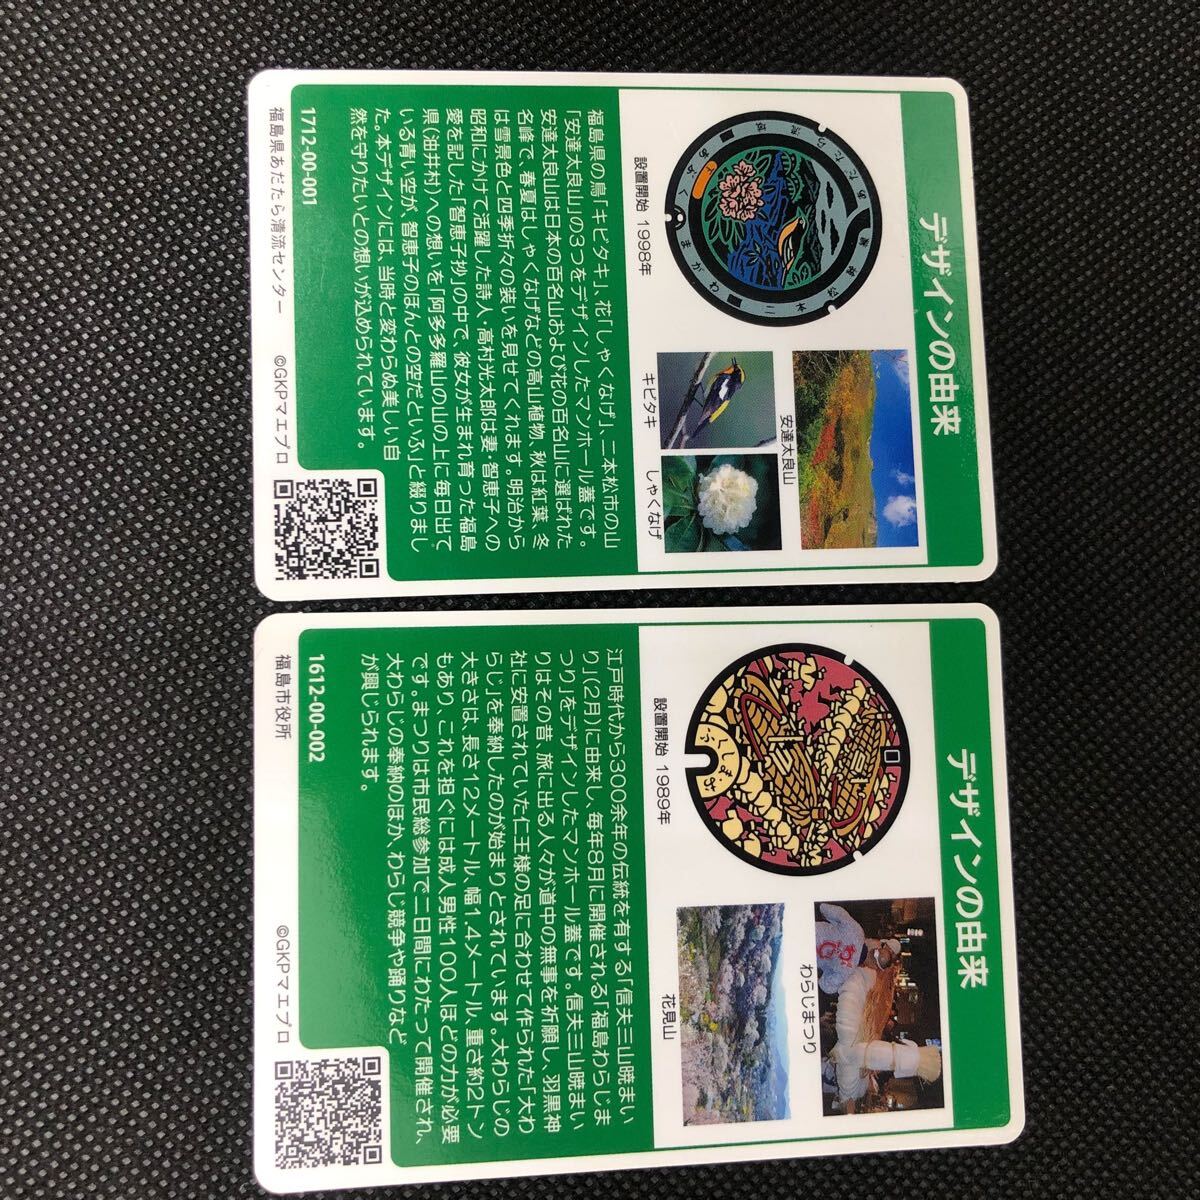 デザインの由来
安達太良山
キビタキ
しゃくなげ
設置開始 1998年
福島県の鳥「キビタキ」、花「しゃくなげ」、二本松市の山
「安達太良山」の3つをデザインしたマンホール蓋です。
安達太良山は日本の百名山および花の百名山に選ばれた
名峰で、春夏はしゃくなげなどの高山植物、秋は紅葉、冬
は雪景色と四季折々の装いを見せてくれます。明治から
昭和にかけて活躍した詩人・高村光太郎は妻・智恵子への
愛を記した「智恵子抄」の中で、彼女が生まれ育った福島
県(油井村)への想いを「阿多多羅山の山の上に毎日出て
いる青い空が、智恵子のほんとの空だといふ」と綴りまし
た。本デザインには、当時と変わらぬ美しい自
然を守りたいとの想いが込められています。
1712-00-001
福島県あだたら清流センター ©GKPマエプロ
デザインの由来
わらじまつり
花見山
ふくしま市
設置開始 1989年
江戸時代から300余年の伝統を有する「信夫三山暁まい
り」(2月)に由来し、毎年8月に開催される「福島わらじま
つり」をデザインしたマンホール蓋です。信夫三山暁まい
りはその昔、旅に出る人々が道中の無事を祈願し、羽黒神
社に安置されていた仁王様の足に合わせて作られた「大わ
らじ」を奉納したのが始まりとされています。大わらじの
大きさは、長さ12メートル、幅1.4メートル、重さ約2トン
もあり、これを担ぐには成人男性100人ほどの力が必要
です。まつりは市民総参加で二日間にわたって開催され、
大わらじの奉納のほか、わらじ競争や踊りなど
が興じられます。
1612-00-002
福島市役所 ©GKPマエプロ